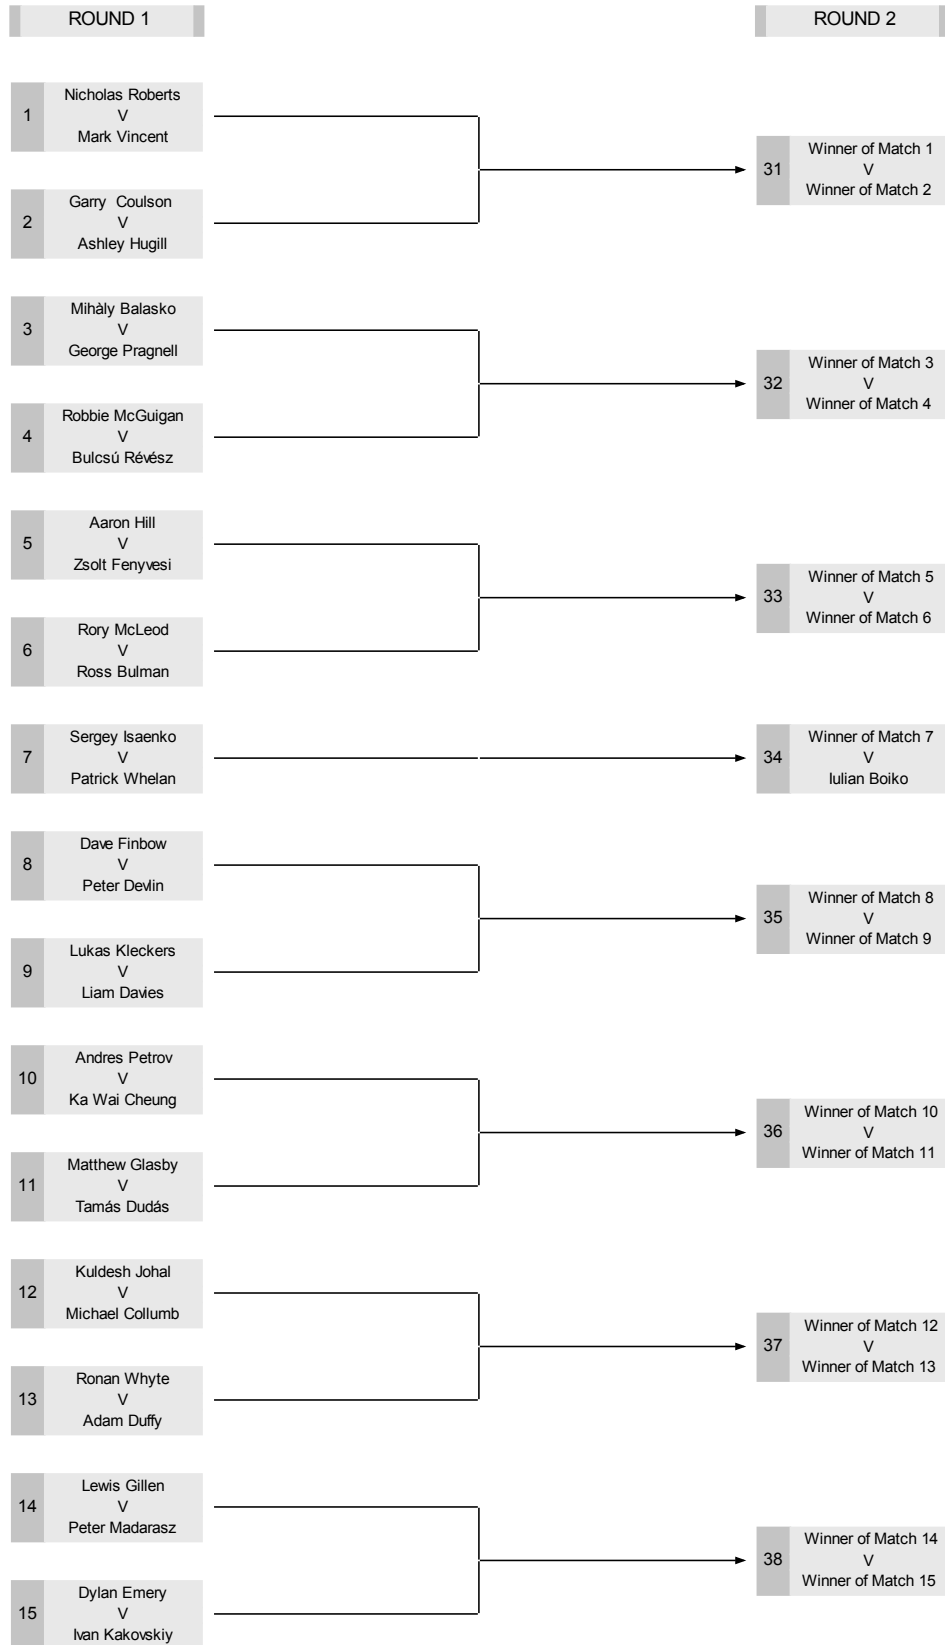 ROUND 1
ROUND 2
1
Nicholas Roberts
V
Mark Vincent
2
Garry  Coulson
V
Ashley Hugill
31
Winner of Match 1
V
Winner of Match 2
3
Mihàly Balasko
V
George Pragnell
4
Robbie McGuigan
V
Bulcsú Révész
32
Winner of Match 3
V
Winner of Match 4
5
Aaron Hill
V
Zsolt Fenyvesi
6
Rory McLeod
V
Ross Bulman
33
Winner of Match 5
V
Winner of Match 6
7
Sergey Isaenko
V
Patrick Whelan
34
Winner of Match 7
V
Iulian Boiko
8
Dave Finbow
V
Peter Devlin
9
Lukas Kleckers
V
Liam Davies
35
Winner of Match 8
V
Winner of Match 9
10
Andres Petrov
V
Ka Wai Cheung
11
Matthew Glasby
V
Tamás Dudás
36
Winner of Match 10
V
Winner of Match 11
12
Kuldesh Johal
V
Michael Collumb
13
Ronan Whyte
V
Adam Duffy
37
Winner of Match 12
V
Winner of Match 13
14
Lewis Gillen
V
Peter Madarasz
15
Dylan Emery
V
Ivan Kakovskiy
38
Winner of Match 14
V
Winner of Match 15